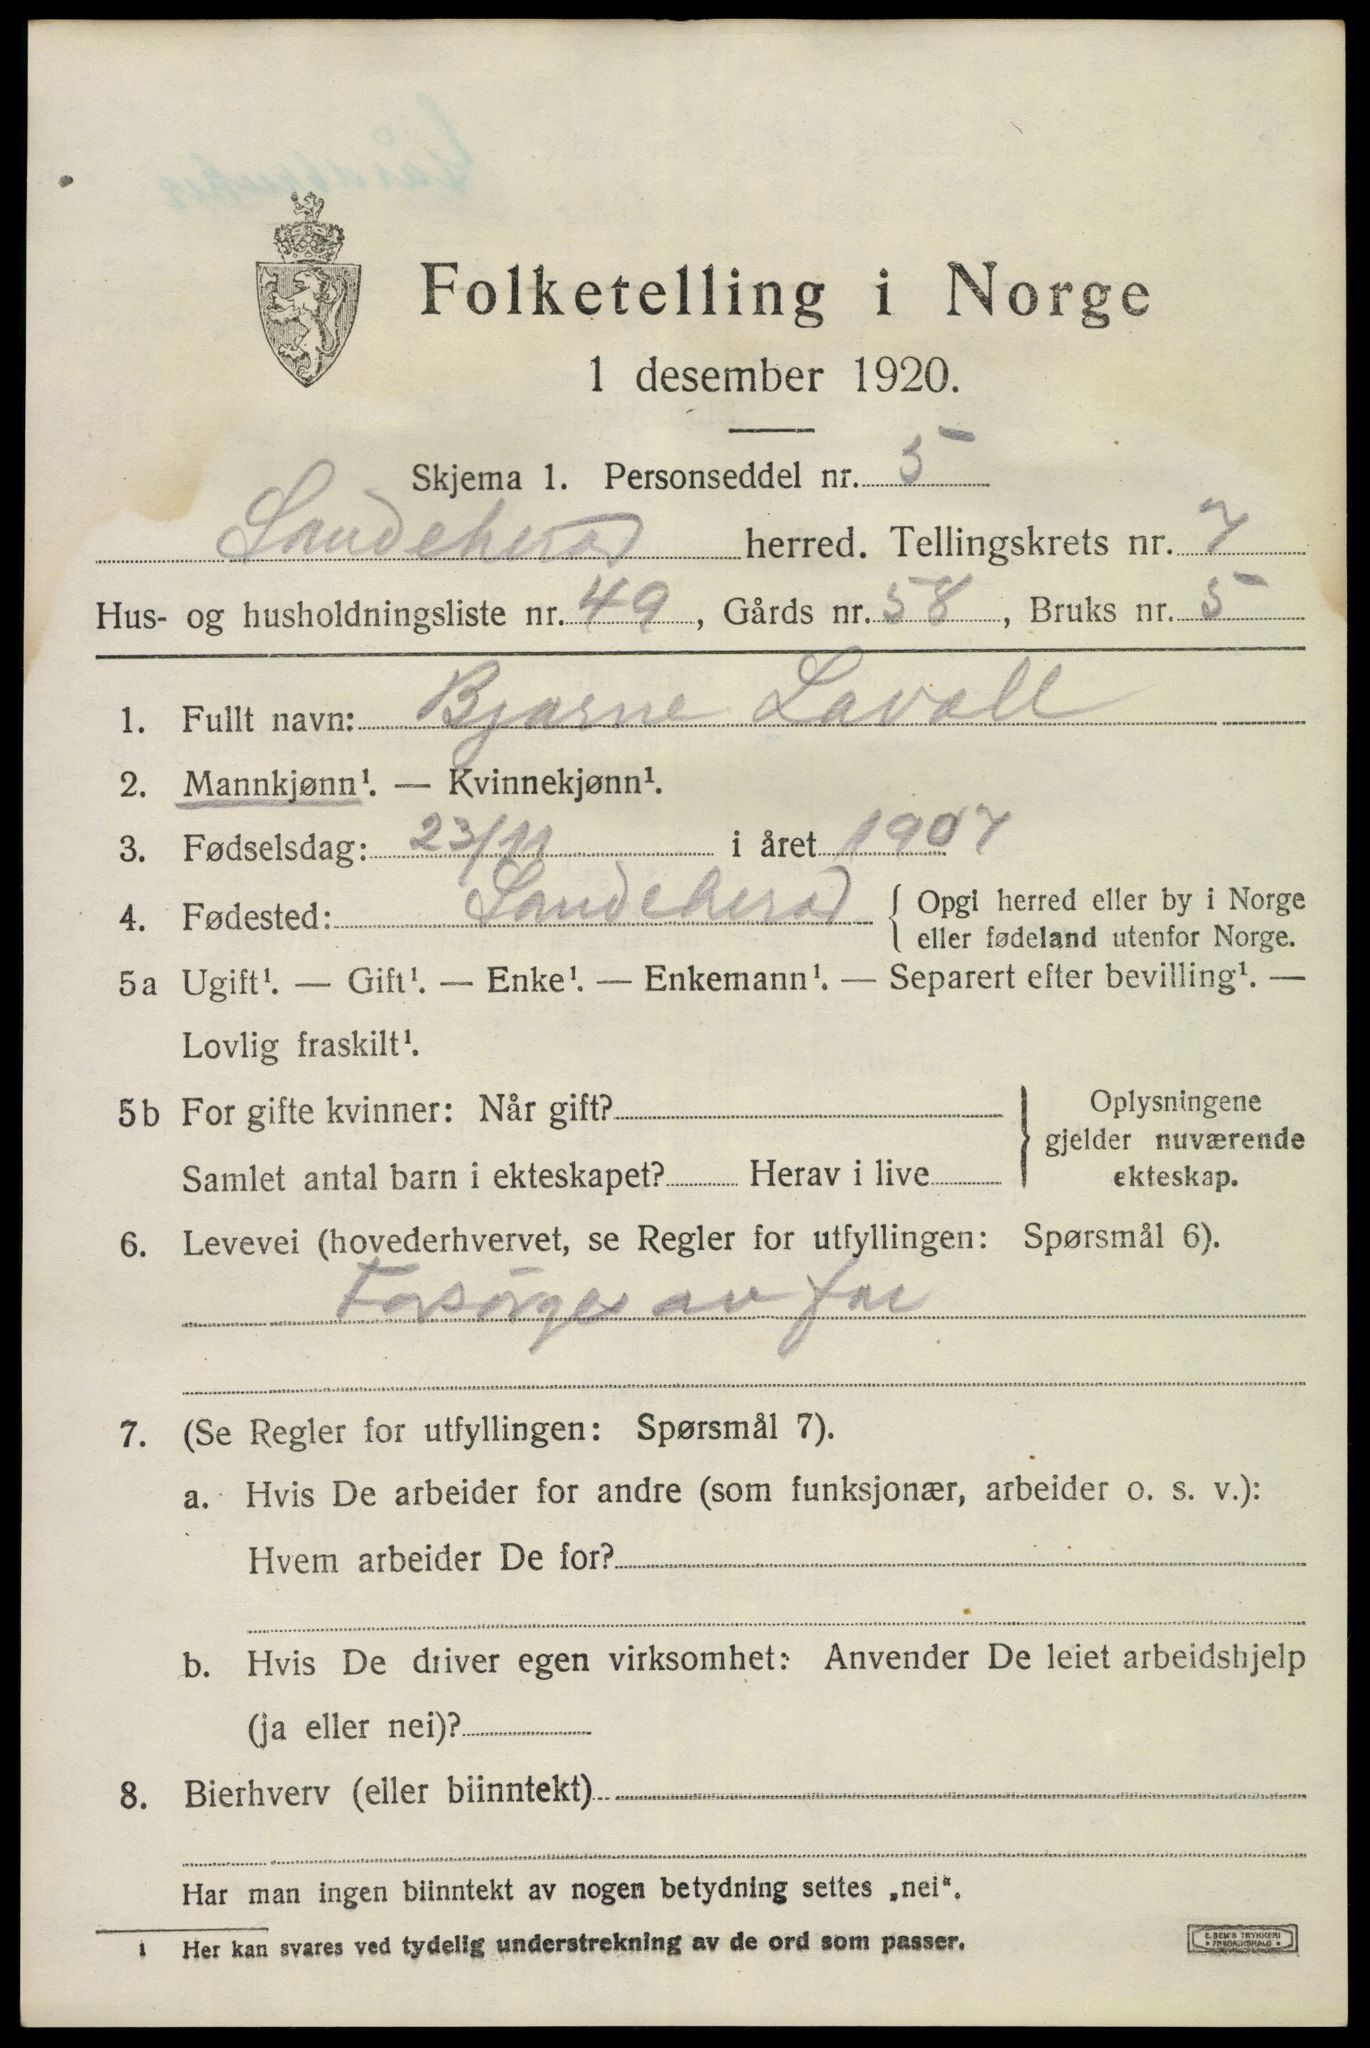 Folketelling i Norge
1 desember 1920.
Skjema 1. Personseddel nr. 5
Sandeherad herred. Tellingskrets nr. 7
Hus- og husholdningsliste nr. 49, Gårds nr. 58, Bruks nr. 5
1. Fullt navn: Bjarne Lavoll
2. Mannkjønn¹. — Kvinnekjønn¹.
3. Fødselsdag: 23/11 i året 1907
4. Fødested: Sandeherad { Opgi herred eller by i Norge
eller fødeland utenfor Norge.
5a Ugift¹. — Gift¹. — Enke¹. — Enkemann¹. — Separert efter bevilling¹. —
Lovlig fraskilt¹.
5b For gifte kvinner: Når gift?
Samlet antal barn i ekteskapet? Herav i live
} Oplysningene
gjelder nuværende
ekteskap.
6. Levevei (hovederhvervet, se Regler for utfyllingen: Spørsmål 6).
Forsørges av far
7. (Se Regler for utfyllingen: Spørsmål 7).
a. Hvis De arbeider for andre (som funksjonær, arbeider o. s. v.):
Hvem arbeider De for?
b. Hvis De driver egen virksomhet: Anvender De leiet arbeidshjelp
(ja eller nei)?
8. Bierhverv (eller biinntekt)
Har man ingen biinntekt av nogen betydning settes „nei“.
1 Her kan svares ved tydelig understrekning av de ord som passer.
E. SEM'S TRYKKERI
FREDRIKSHALD